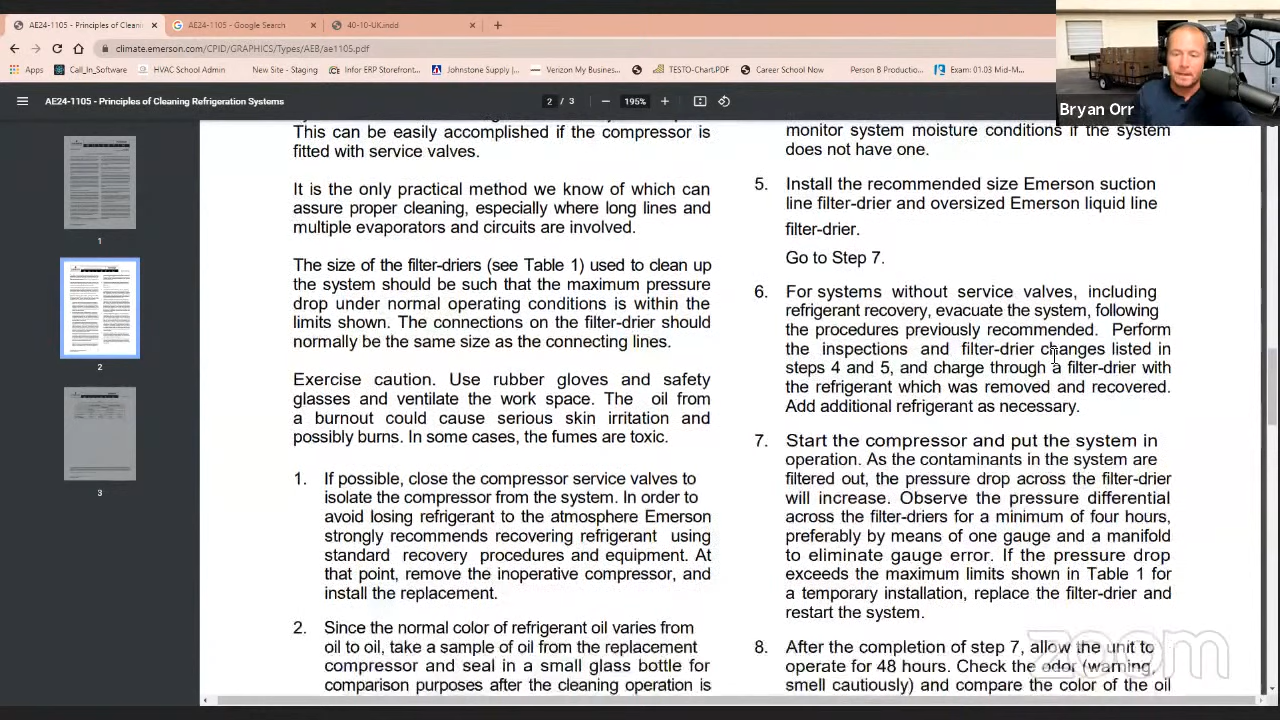 AE24-1105 - Principles of Cleani
AE24-1105 - Google Search
40-10-UK.indd
climate.emerson.com/CPID/GRAPHICS/Types/AEB/ae1105.pdf
Apps
Call_In_Software
HVAC School Admin
New Site - Staging
Infor EPU Storefront...
Johnstone Supply |...
Verizon My Busines...
TESTO-Chart.PDF
Career School Now
Person B Productio...
Exam: 01.03 Mid-M...
Bryan Orr
AE24-1105 - Principles of Cleaning Refrigeration Systems
2 / 3
195%
1
2
3
This can be easily accomplished if the compressor is
fitted with service valves.
It is the only practical method we know of which can
assure proper cleaning, especially where long lines and
multiple evaporators and circuits are involved.
The size of the filter-driers (see Table 1) used to clean up
the system should be such that the maximum pressure
drop under normal operating conditions is within the
limits shown. The connections on the filter-drier should
normally be the same size as the connecting lines.
Exercise caution. Use rubber gloves and safety
glasses and ventilate the work space. The oil from
a burnout could cause serious skin irritation and
possibly burns. In some cases, the fumes are toxic.
1. If possible, close the compressor service valves to
isolate the compressor from the system. In order to
avoid losing refrigerant to the atmosphere Emerson
strongly recommends recovering refrigerant using
standard recovery procedures and equipment. At
that point, remove the inoperative compressor, and
install the replacement.
2. Since the normal color of refrigerant oil varies from
oil to oil, take a sample of oil from the replacement
compressor and seal in a small glass bottle for
comparison purposes after the cleaning operation is
monitor system moisture conditions if the system
does not have one.
5. Install the recommended size Emerson suction
line filter-drier and oversized Emerson liquid line
filter-drier.
Go to Step 7.
6. For systems without service valves, including
refrigerant recovery, evacuate the system, following
the procedures previously recommended. Perform
the inspections and filter-drier changes listed in
steps 4 and 5, and charge through a filter-drier with
the refrigerant which was removed and recovered.
Add additional refrigerant as necessary.
7. Start the compressor and put the system in
operation. As the contaminants in the system are
filtered out, the pressure drop across the filter-drier
will increase. Observe the pressure differential
across the filter-driers for a minimum of four hours,
preferably by means of one gauge and a manifold
to eliminate gauge error. If the pressure drop
exceeds the maximum limits shown in Table 1 for
a temporary installation, replace the filter-drier and
restart the system.
8. After the completion of step 7, allow the unit to
operate for 48 hours. Check the odor (warning,
smell cautiously) and compare the color of the oil
zoom